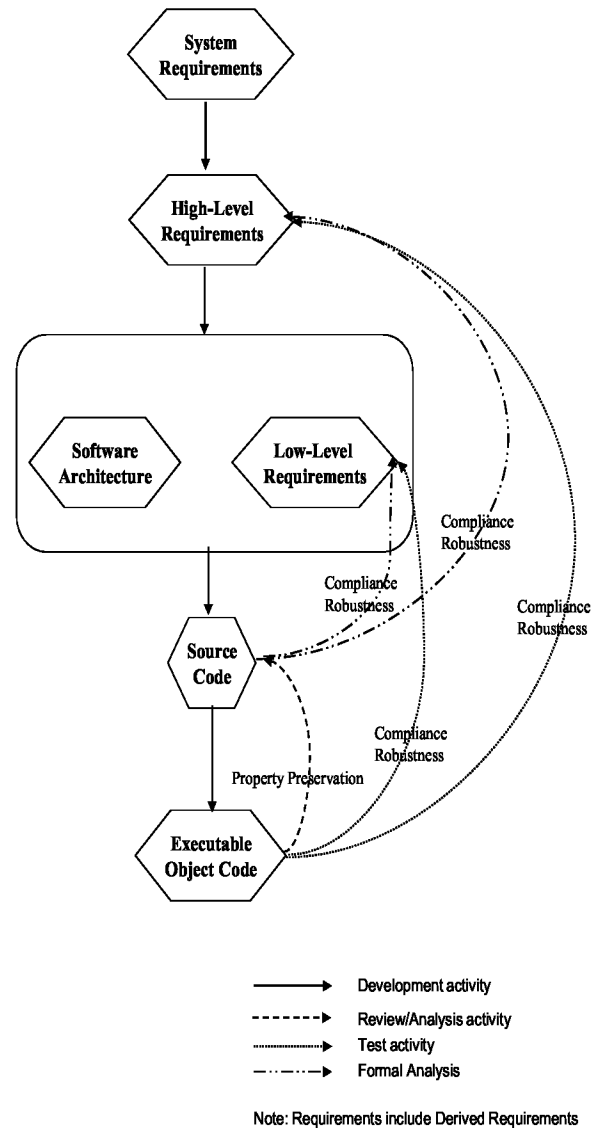 System
Requirements
High-Level
Requirements
Software
Architecture
Low-Level
Requirements
Compliance
Robustness
Compliance
Robustness
Compliance
Robustness
Source
Code
Compliance
Robustness
Property Preservation
Executable
Object Code
Development activity
Review/Analysis activity
Test activity
Formal Analysis
Note: Requirements include Derived Requirements